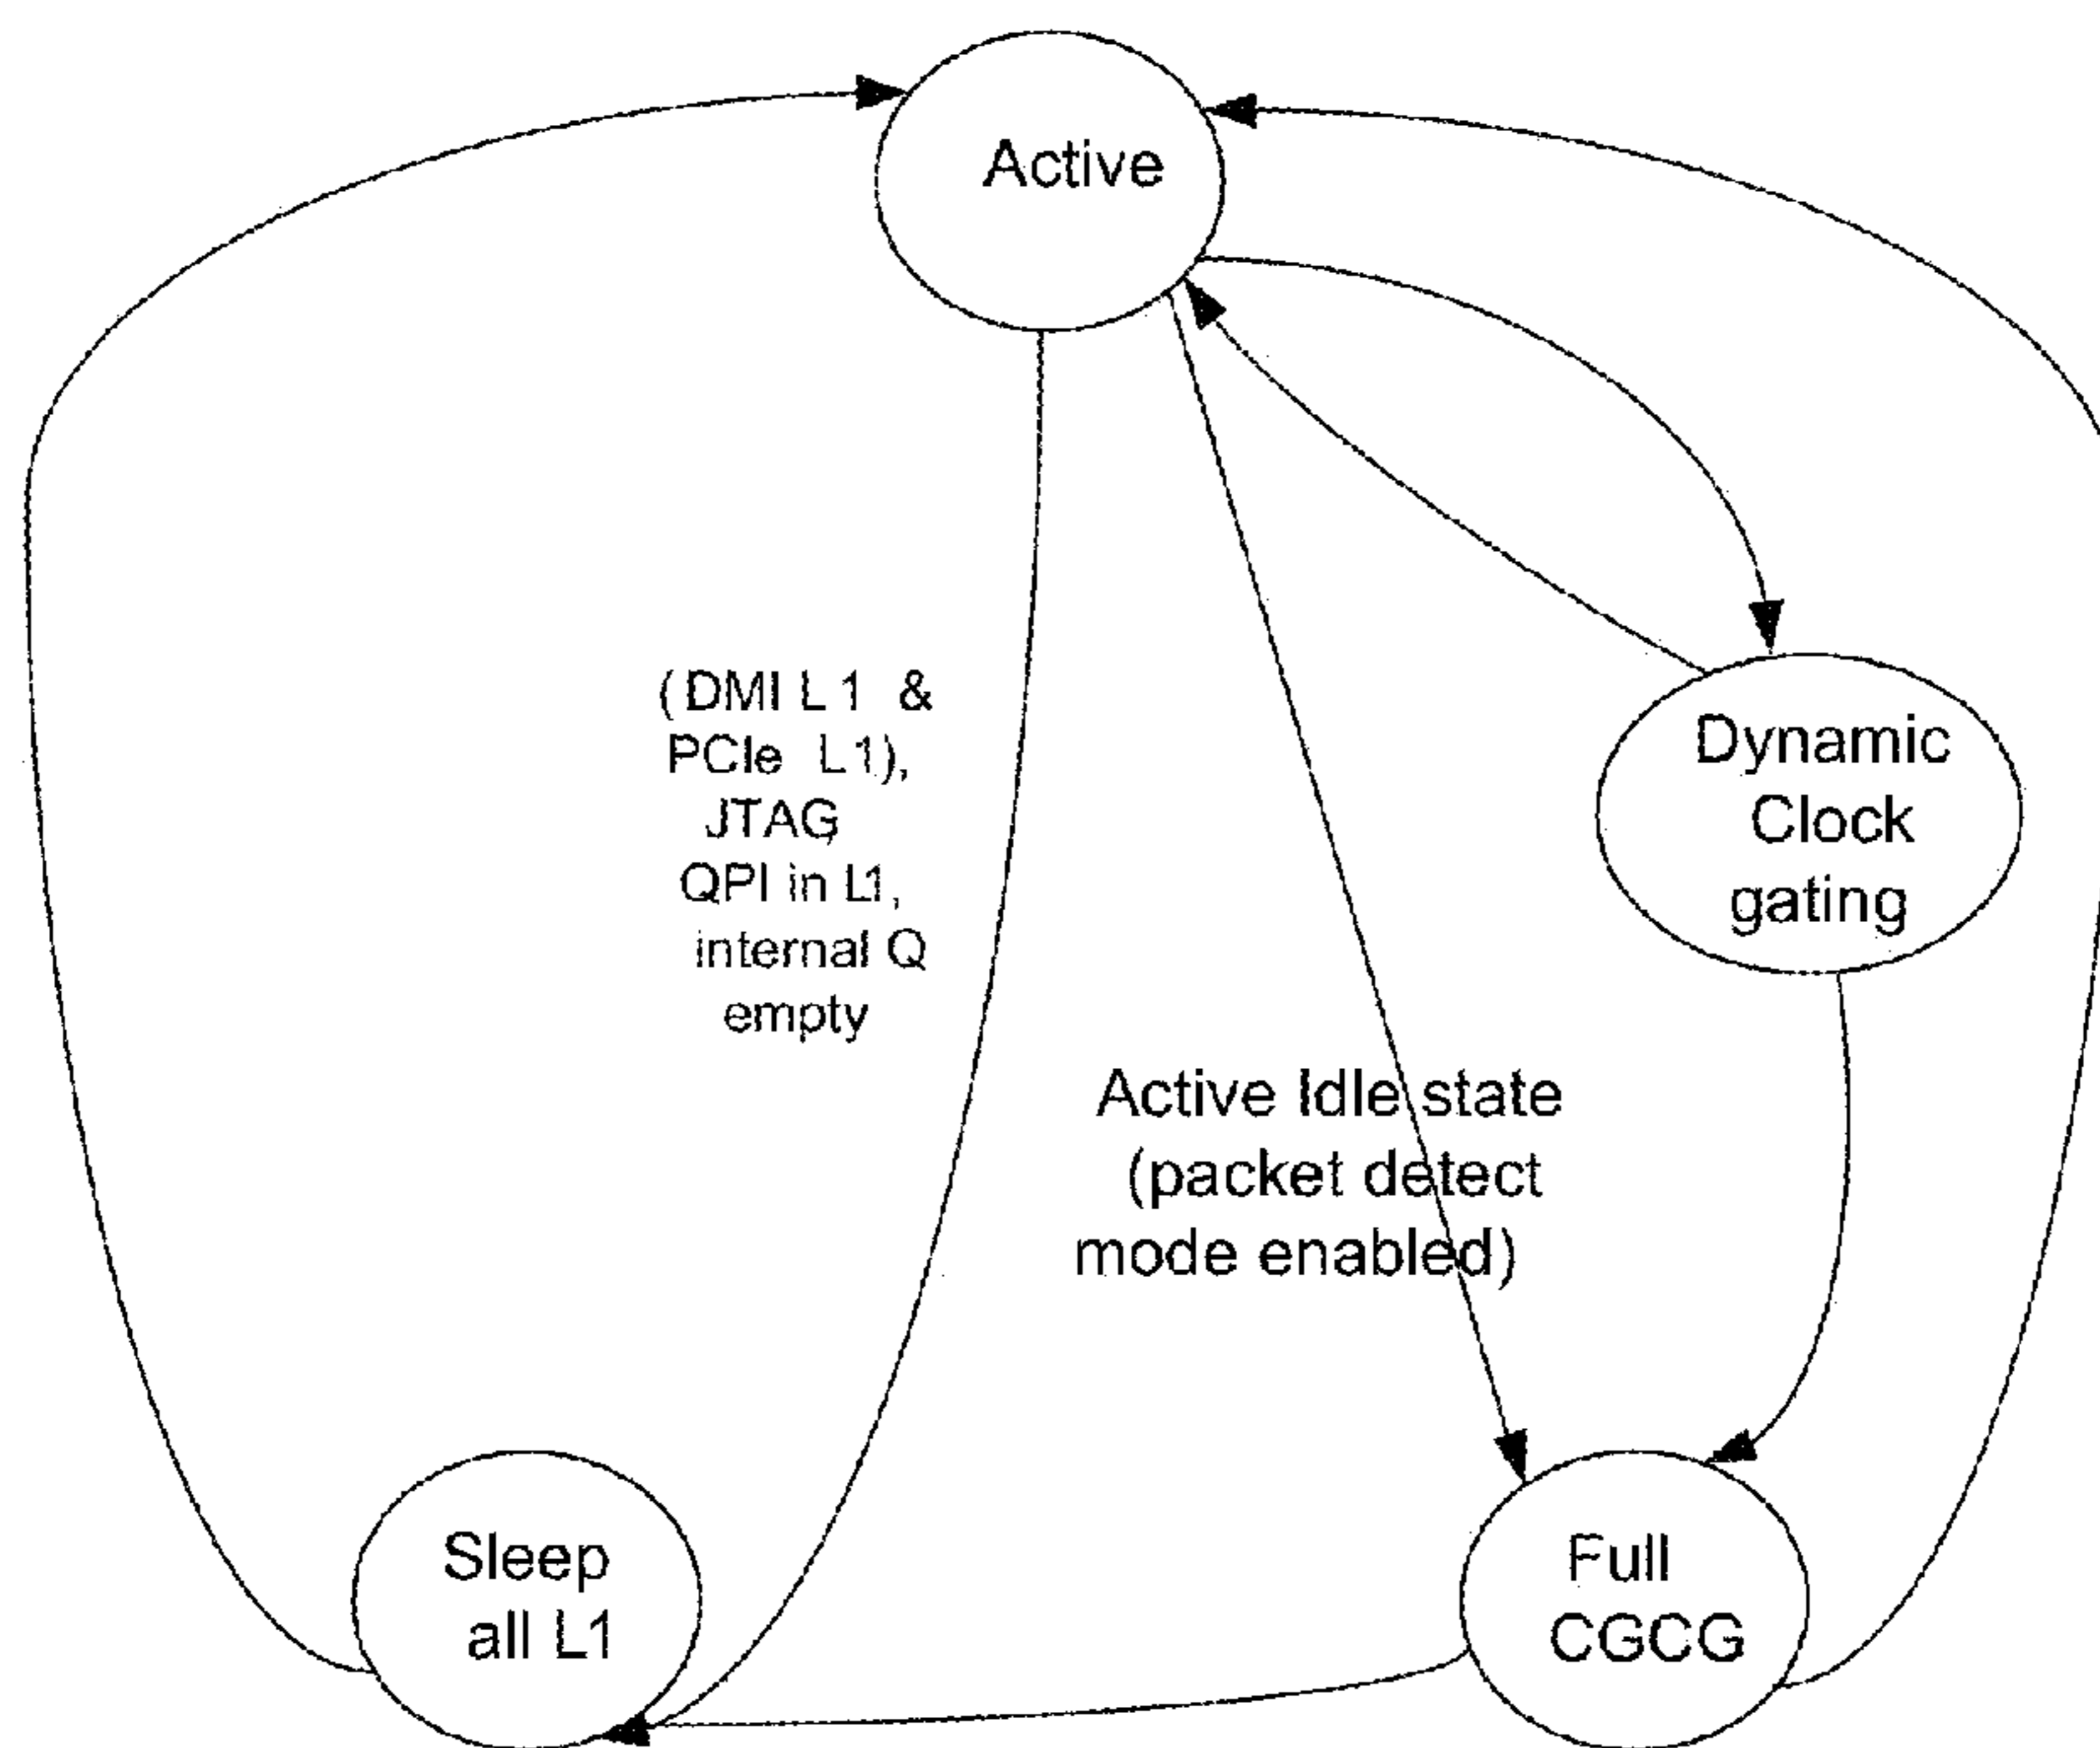 Active
(DMI L1 &
PCIe L1),
JTAG
QPI in L1,
internal Q
empty
Dynamic
Clock
gating
Active Idle state
(packet detect
mode enabled)
Sleep
all L1
Full
CGCG